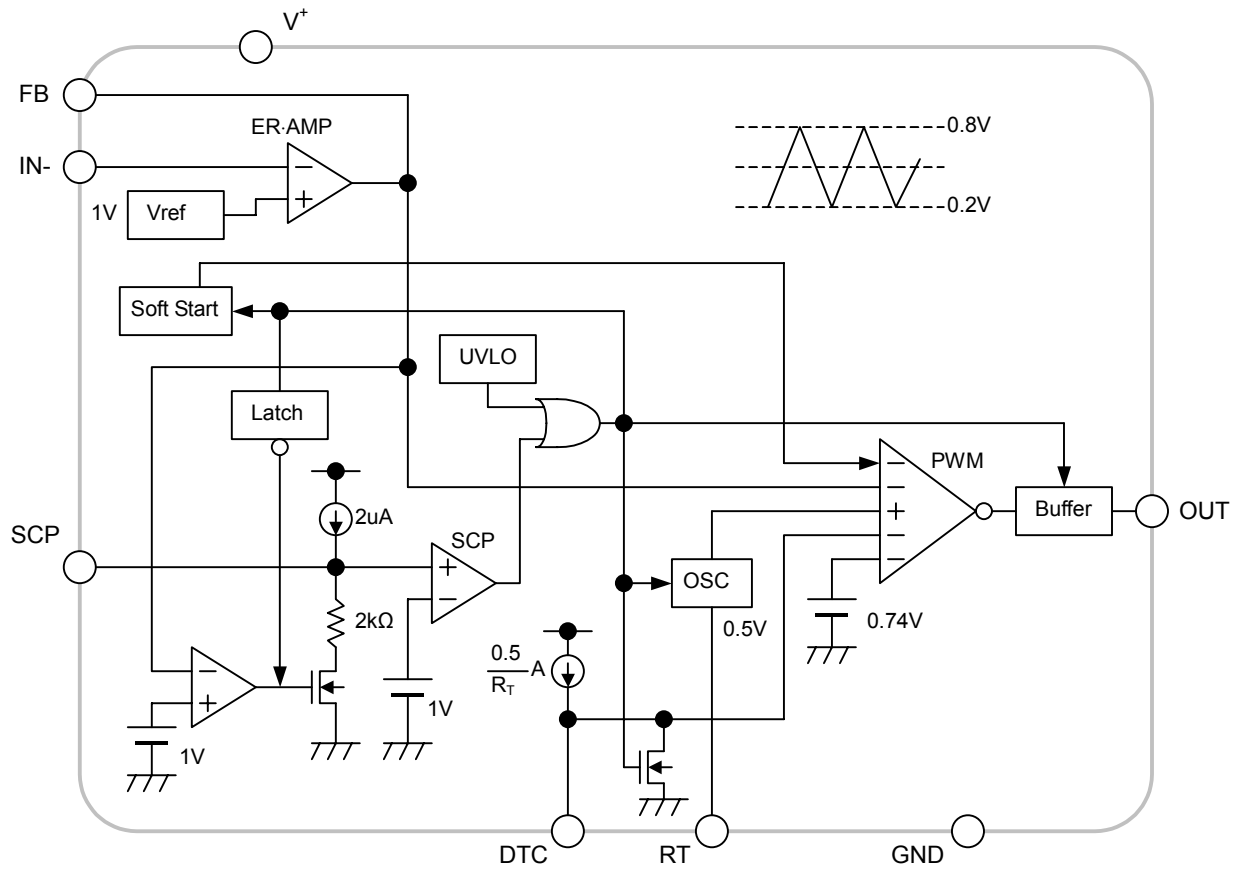 V+
FB
ER·AMP
0.8V
IN-
1V
Vref
0.2V
Soft Start
UVLO
Latch
PWM
2uA
Buffer
OUT
SCP
SCP
OSC
2kΩ
0.5V
0.74V
0.5
RT
A
1V
1V
DTC
RT
GND